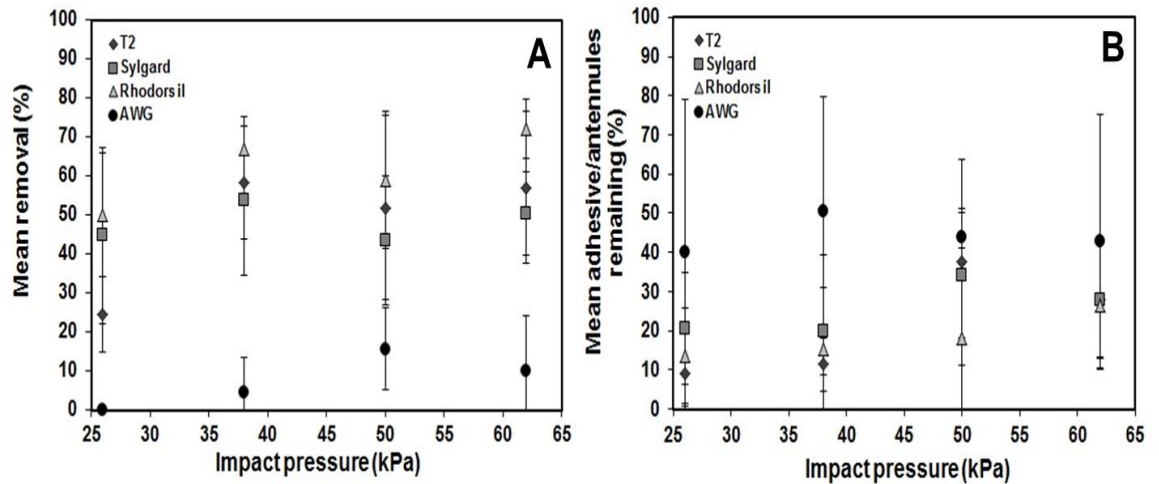 100
90
80
70
60
50
40
30
20
10
0
Mean removal (%)
T2
Sylgard
Rhodorsil
AWG
A
25 30 35 40 45 50 55 60 65
Impact pressure (kPa)
100
90
80
70
60
50
40
30
20
10
0
Mean adhesive/antennules
remaining (%)
T2
Sylgard
Rhodorsil
AWG
B
25 30 35 40 45 50 55 60 65
Impact pressure (kPa)